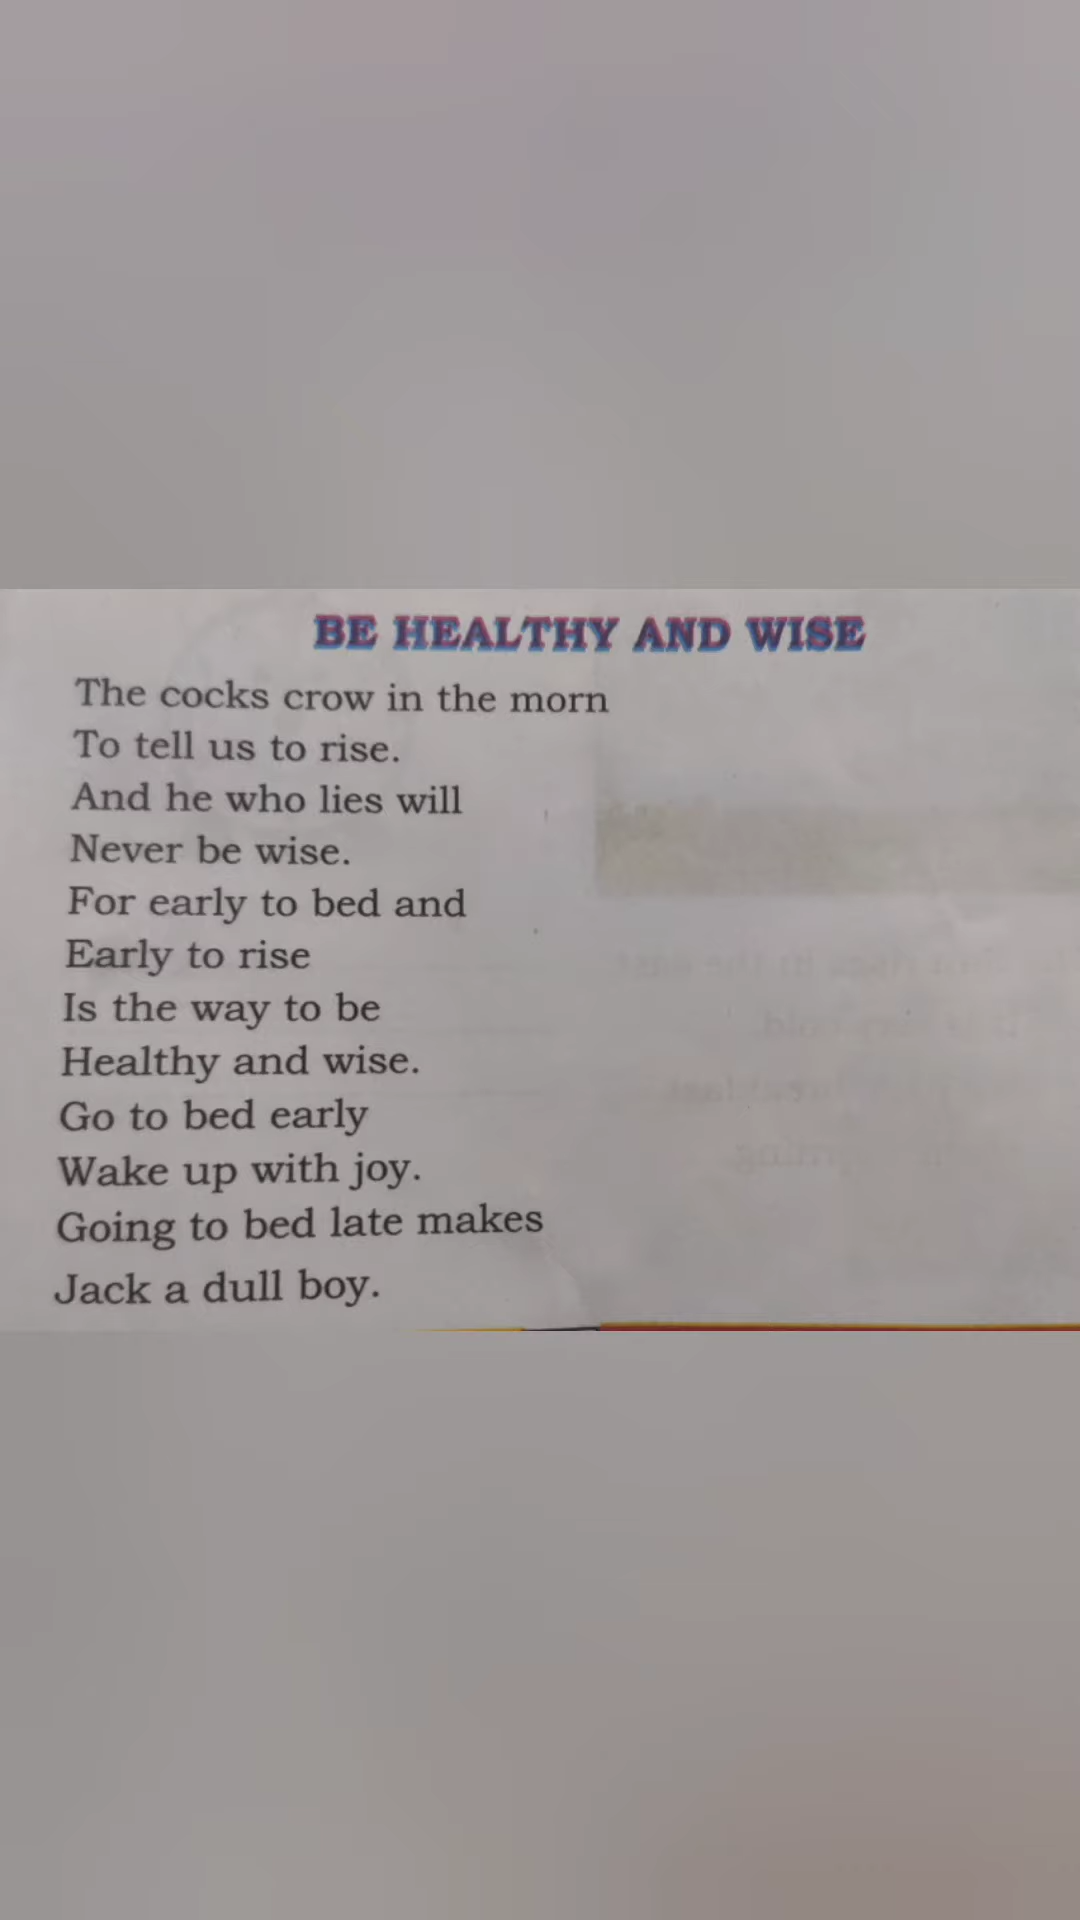 BE HEALTHY AND WISE
The cocks crow in the morn
To tell us to rise.
And he who lies will
Never be wise.
For early to bed and
Early to rise
Is the way to be
Healthy and wise.
Go to bed early
Wake up with joy.
Going to bed late makes
Jack a dull boy.